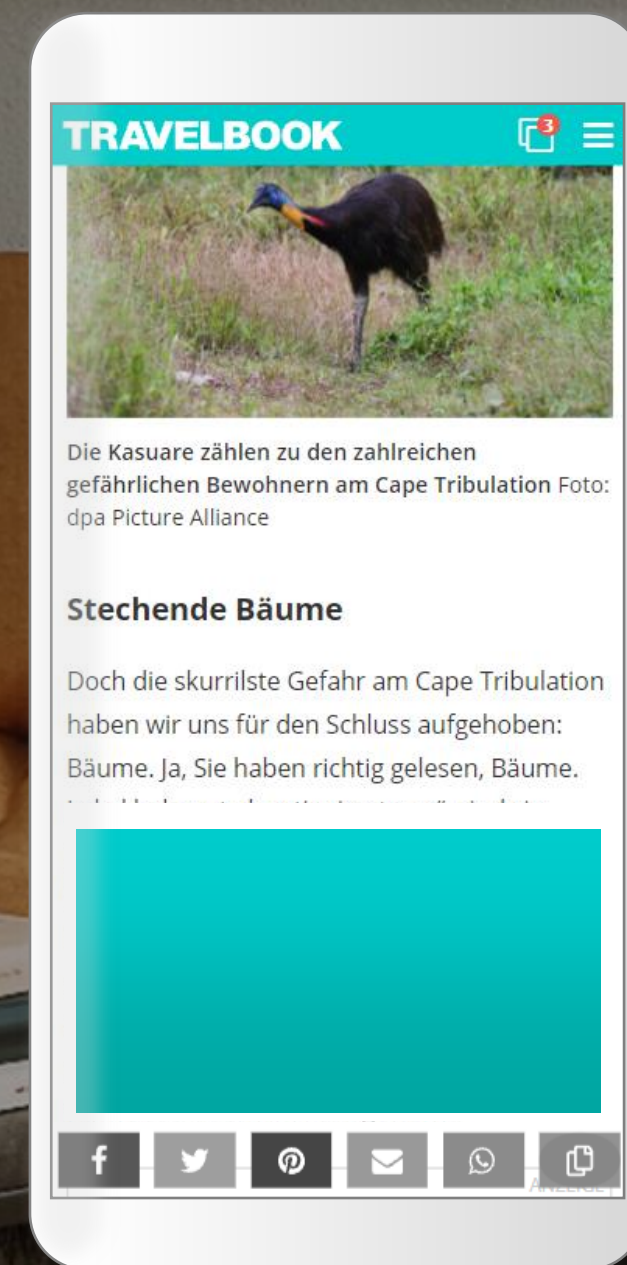 TRAVELBOOK
3
Die Kasuare zählen zu den zahlreichen
gefährlichen Bewohnern am Cape Tribulation Foto:
dpa Picture Alliance
Stechende Bäume
Doch die skurrilste Gefahr am Cape Tribulation
haben wir uns für den Schluss aufgehoben:
Bäume. Ja, Sie haben richtig gelesen, Bäume.
ANZEIGE